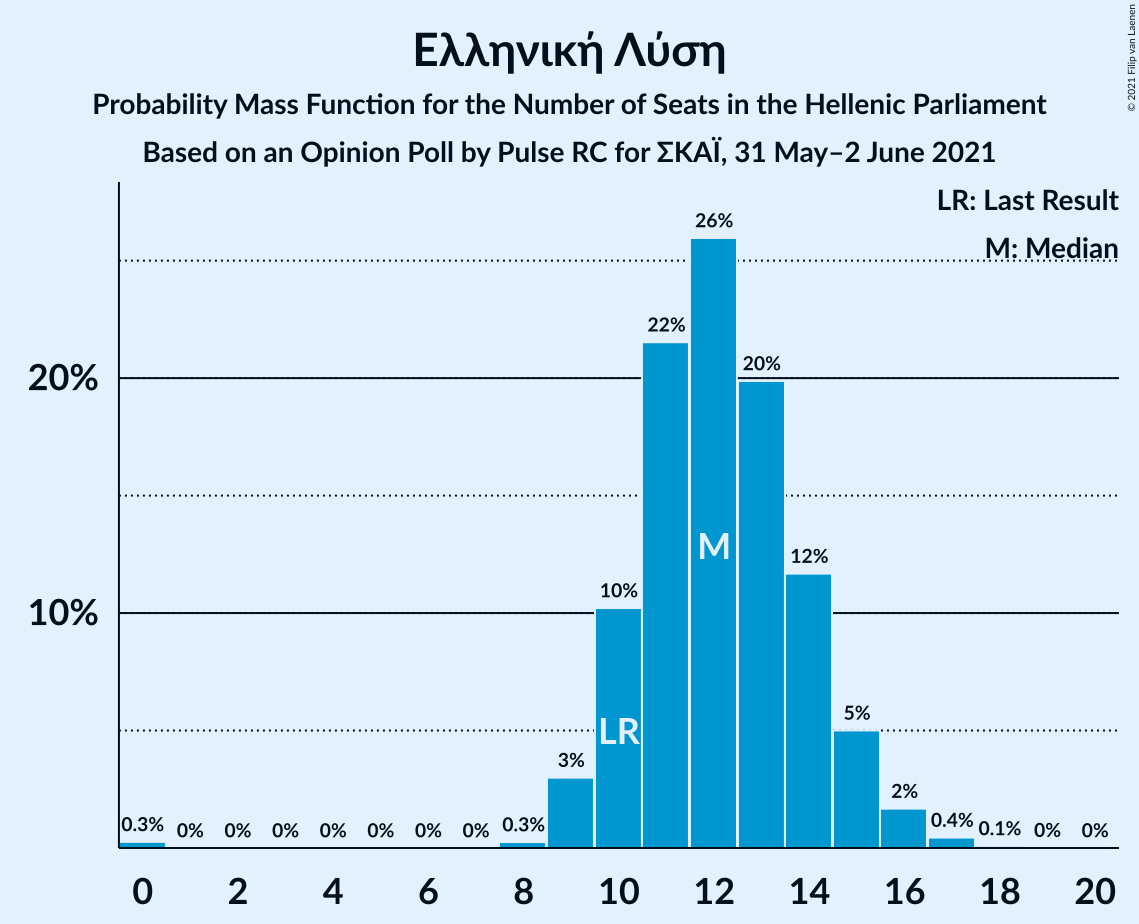 Ελληνική Λύση
Probability Mass Function for the Number of Seats in the Hellenic Parliament
Based on an Opinion Poll by Pulse RC for ΣΚΑΪ, 31 May–2 June 2021
© 2021 Filip van Laenen
LR: Last Result
M: Median
20%
10%
0.3% 0% 0% 0% 0% 0% 0% 0% 0.3% 3% 10% 22% 26% 20% 12% 5% 2% 0.4% 0.1% 0% 0%
M
LR
0 2 4 6 8 10 12 14 16 18 20